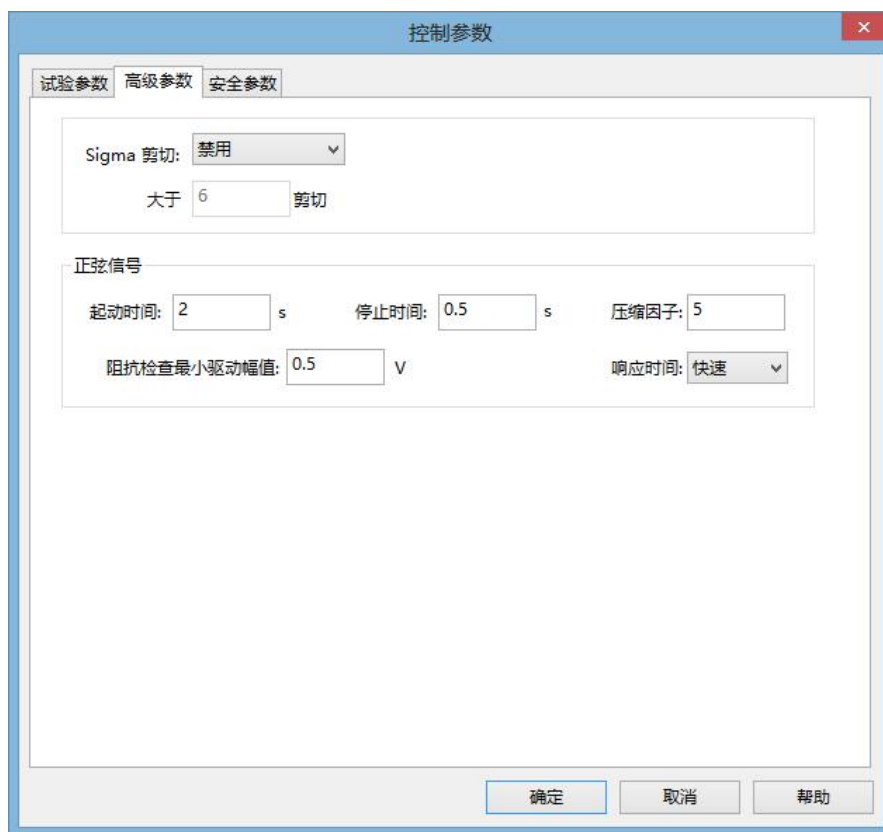 控制参数
试验参数 高级参数 安全参数
Sigma 剪切: 禁用
大于 6 剪切
正弦信号
起动时间: 2 s 停止时间: 0.5 s 压缩因子: 5
阻抗检查最小驱动幅值: 0.5 V 响应时间: 快速
确定 取消 帮助